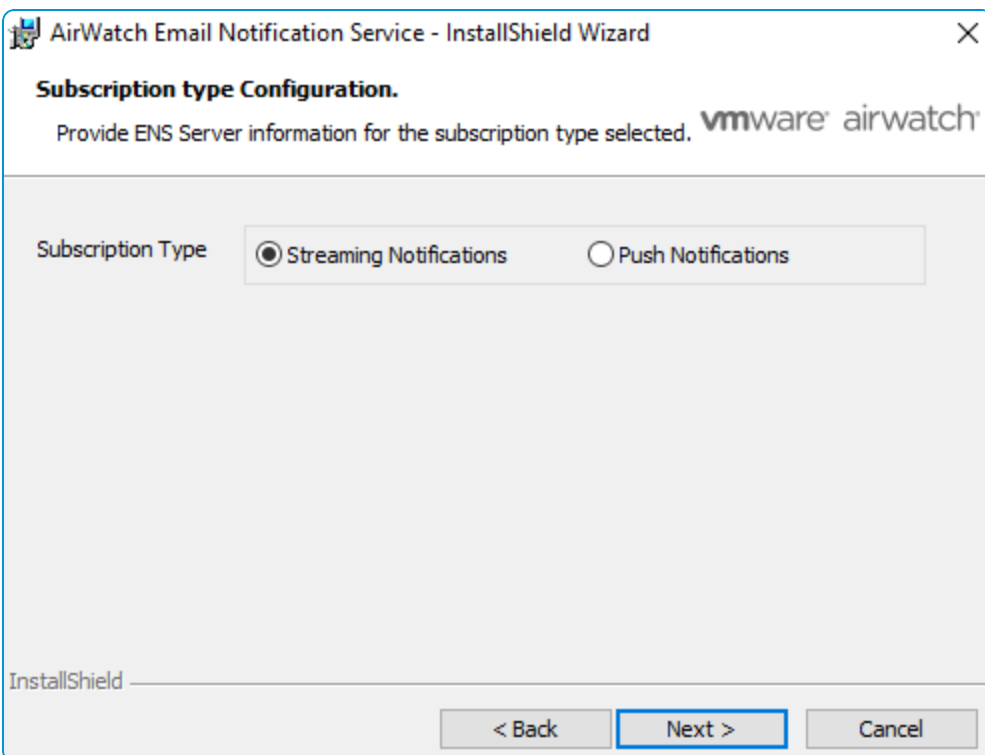 AirWatch Email Notification Service - InstallShield Wizard
Subscription type Configuration.
Provide ENS Server information for the subscription type selected.
vmware airwatch
Subscription Type
Streaming Notifications
Push Notifications
InstallShield
< Back
Next >
Cancel